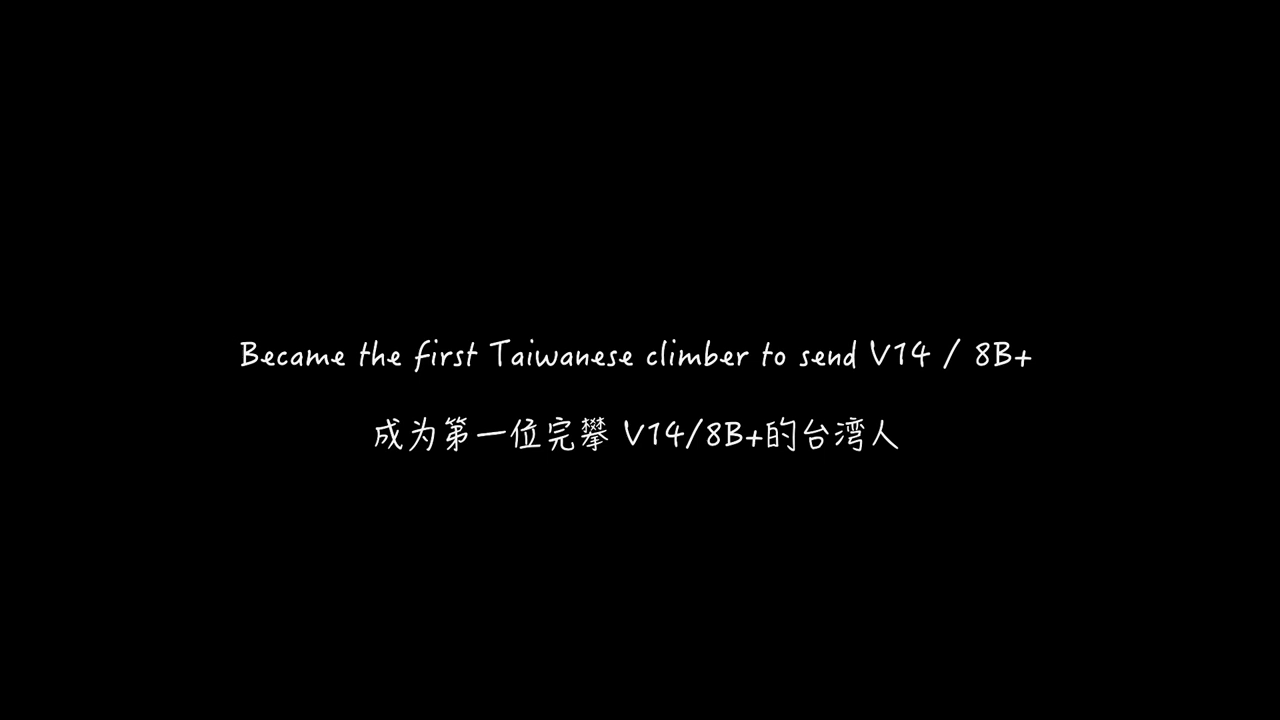 Became the first Taiwanese climber to send V14 / 8B+
成为第一位完攀 V14/8B+的台湾人